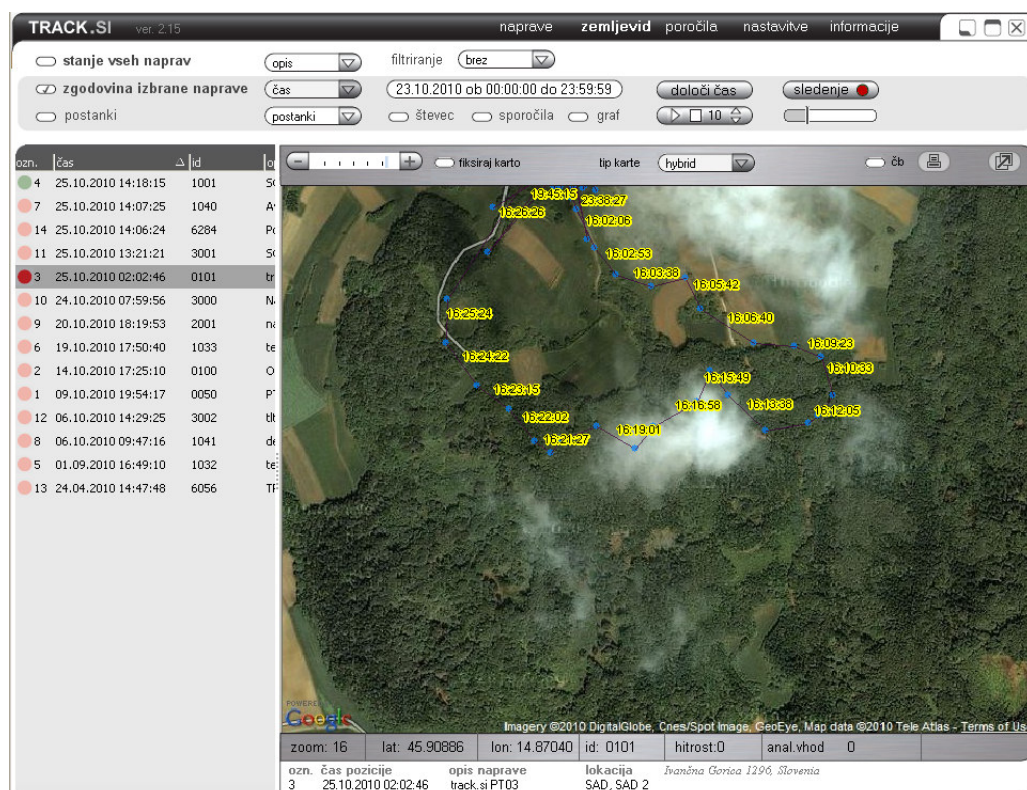 TRACK.SI ver. 2.15 naprave zemljevid poročila nastavitve informacije
stanje vseh naprav opis filtriranje brez
zgodovina izbrane naprave čas 23.10.2010 ob 00:00:00 do 23:59:59 določi čas sledenje
postanki postanki števec sporočila graf 10
ozn. čas id
fiksiraj karto tip karte hybrid čb
4 25.10.2010 14:18:15 1001
7 25.10.2010 14:07:25 1040
14 25.10.2010 14:06:24 6284
11 25.10.2010 13:21:21 3001
3 25.10.2010 02:02:46 0101
10 24.10.2010 07:59:56 3000
9 20.10.2010 18:19:53 2001
6 19.10.2010 17:50:40 1033
2 14.10.2010 17:25:10 0100
1 09.10.2010 19:54:17 0050
12 06.10.2010 14:29:25 3002
8 06.10.2010 09:47:16 1041
5 01.09.2010 16:49:10 1032
13 24.04.2010 14:47:48 6056
19:45:15
23:38:27
16:26:26
16:02:06
16:02:53
16:03:38
16:05:42
16:25:24
16:06:40
16:09:23
16:24:22
16:10:33
16:15:49
16:23:15
16:16:58
16:13:38
16:12:05
16:22:02
16:19:01
16:21:27
POWERED
Google
Imagery ©2010 DigitalGlobe, Cnes/Spot Image, GeoEye, Map data ©2010 Tele Atlas - Terms of Us
zoom: 16 lat: 45.90886 lon: 14.87040 id: 0101 hitrost:0 anal.vhod 0
ozn. čas pozicije opis naprave lokacija Ivančna Gorica 1296, Slovenia
3 25.10.2010 02:02:46 track.si PT03 SAD, SAD 2